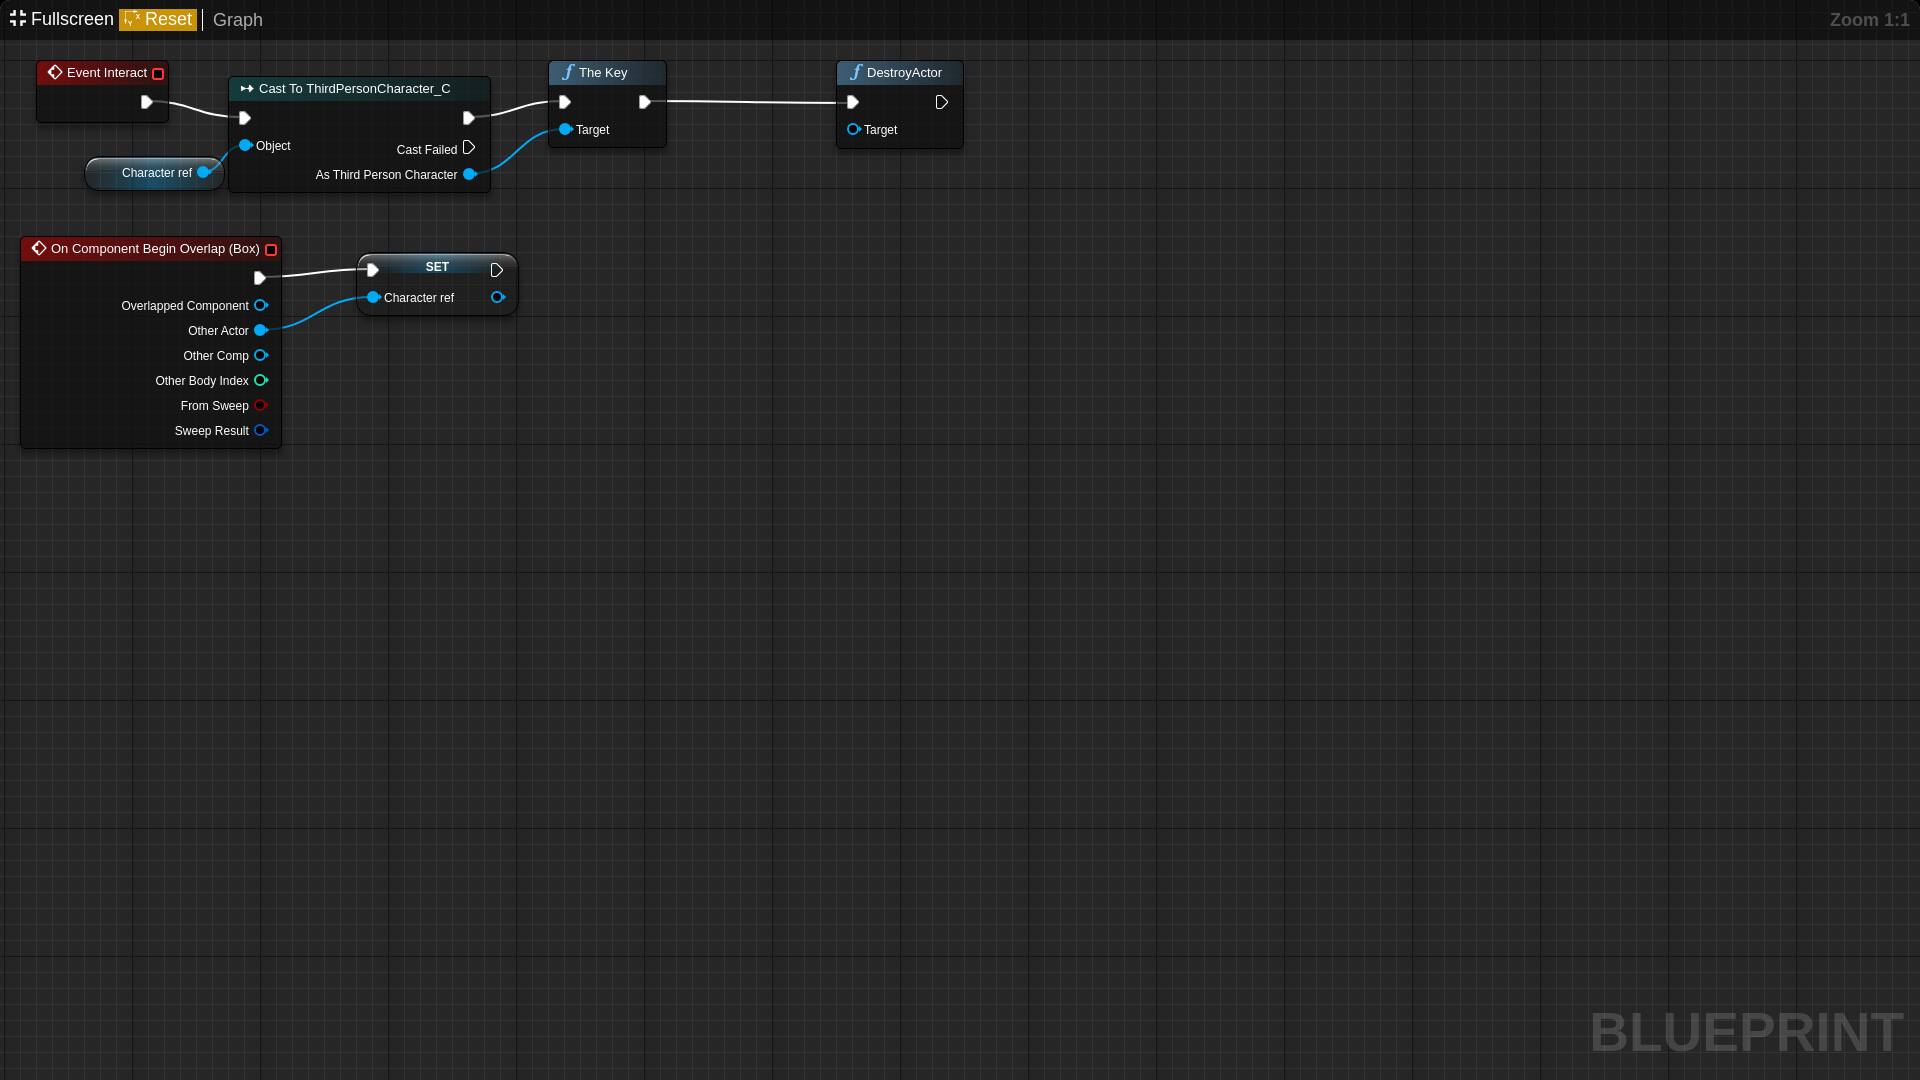 Fullscreen Reset Graph
Zoom 1:1
Event Interact
Cast To ThirdPersonCharacter_C
Object
Cast Failed
As Third Person Character
Character ref
The Key
Target
DestroyActor
Target
On Component Begin Overlap (Box)
Overlapped Component
Other Actor
Other Comp
Other Body Index
From Sweep
Sweep Result
SET
Character ref
BLUEPRINT